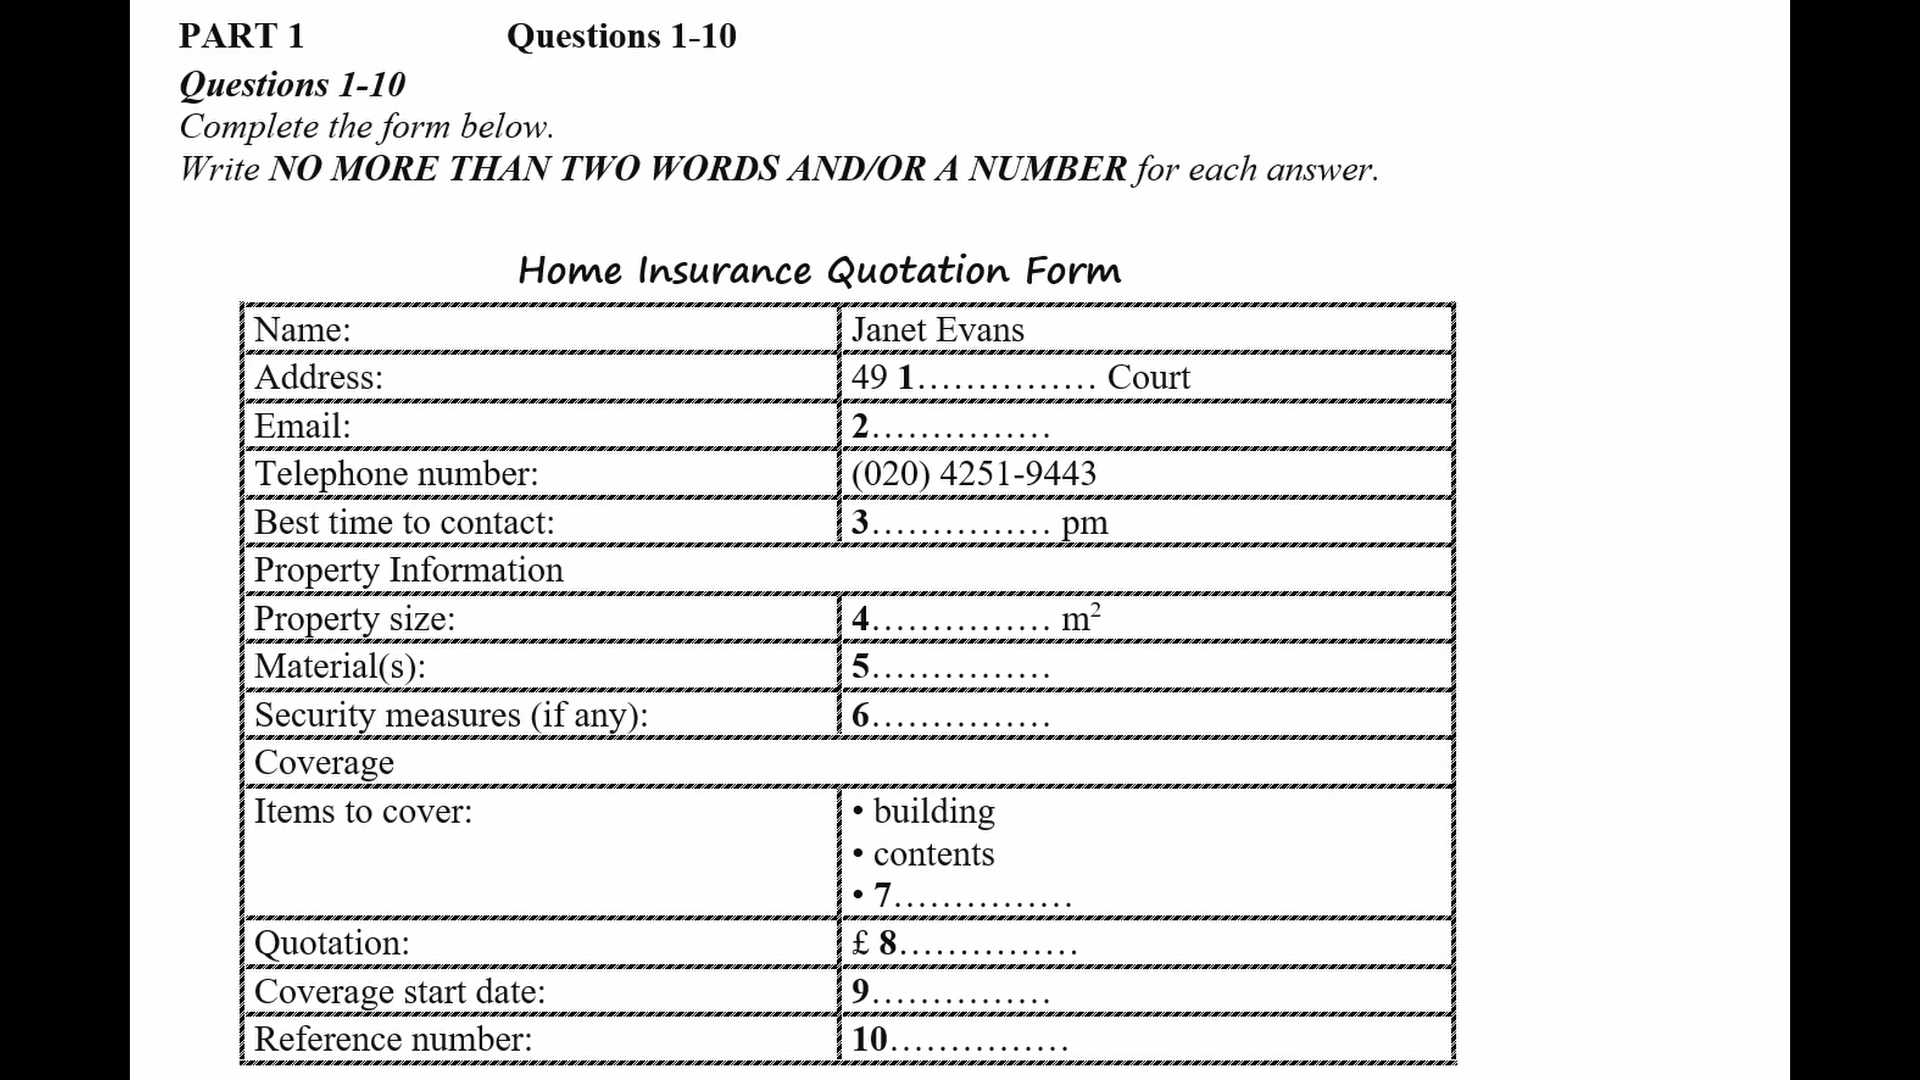 PART 1 Questions 1-10
Questions 1-10
Complete the form below.
Write NO MORE THAN TWO WORDS AND/OR A NUMBER for each answer.
Home Insurance Quotation Form
Name: Janet Evans
Address: 49 1…………… Court
Email: 2……………
Telephone number: (020) 4251-9443
Best time to contact: 3…………… pm
Property Information
Property size: 4…………… m²
Material(s): 5……………
Security measures (if any): 6……………
Coverage
Items to cover: • building
• contents
• 7……………
Quotation: £ 8……………
Coverage start date: 9……………
Reference number: 10……………